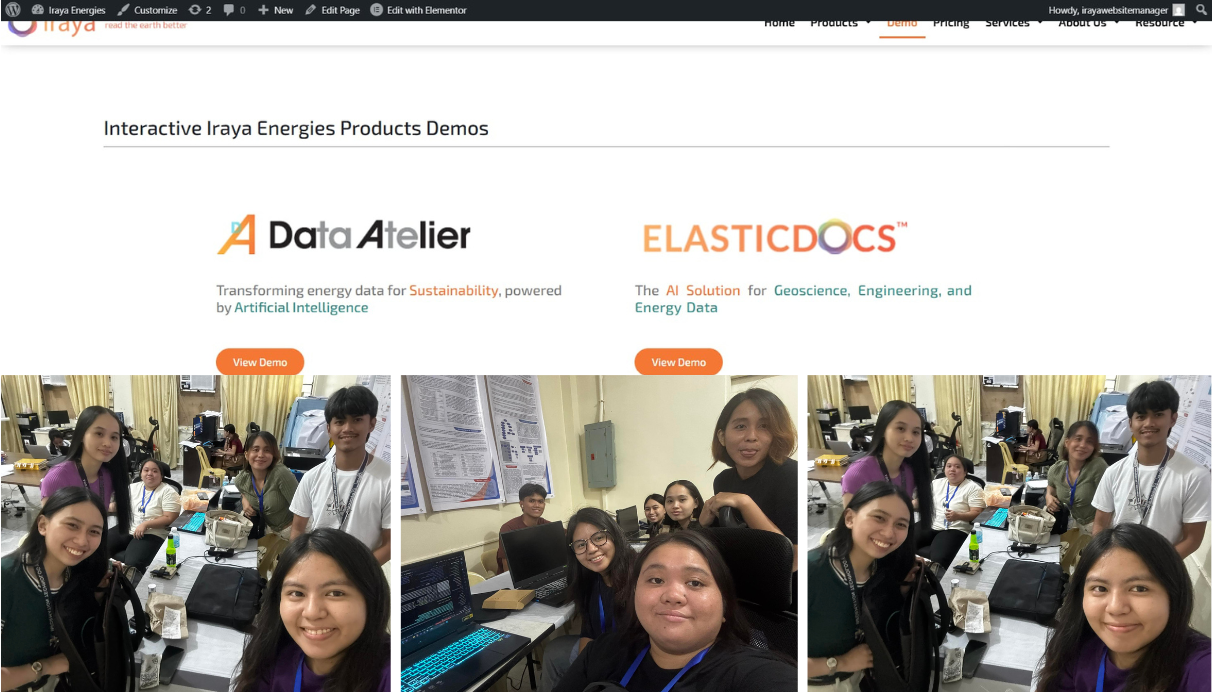 Iraya Energies Customize 2 0 New Edit Page Edit with Elementor Howdy, irayawebsitemanager
iraya read the earth better Home Products Demo Pricing Services About Us Resource
Interactive Iraya Energies Products Demos
Data Atelier
Transforming energy data for Sustainability, powered
by Artificial Intelligence
View Demo
ELASTICDOCS™
The AI Solution for Geoscience, Engineering, and
Energy Data
View Demo